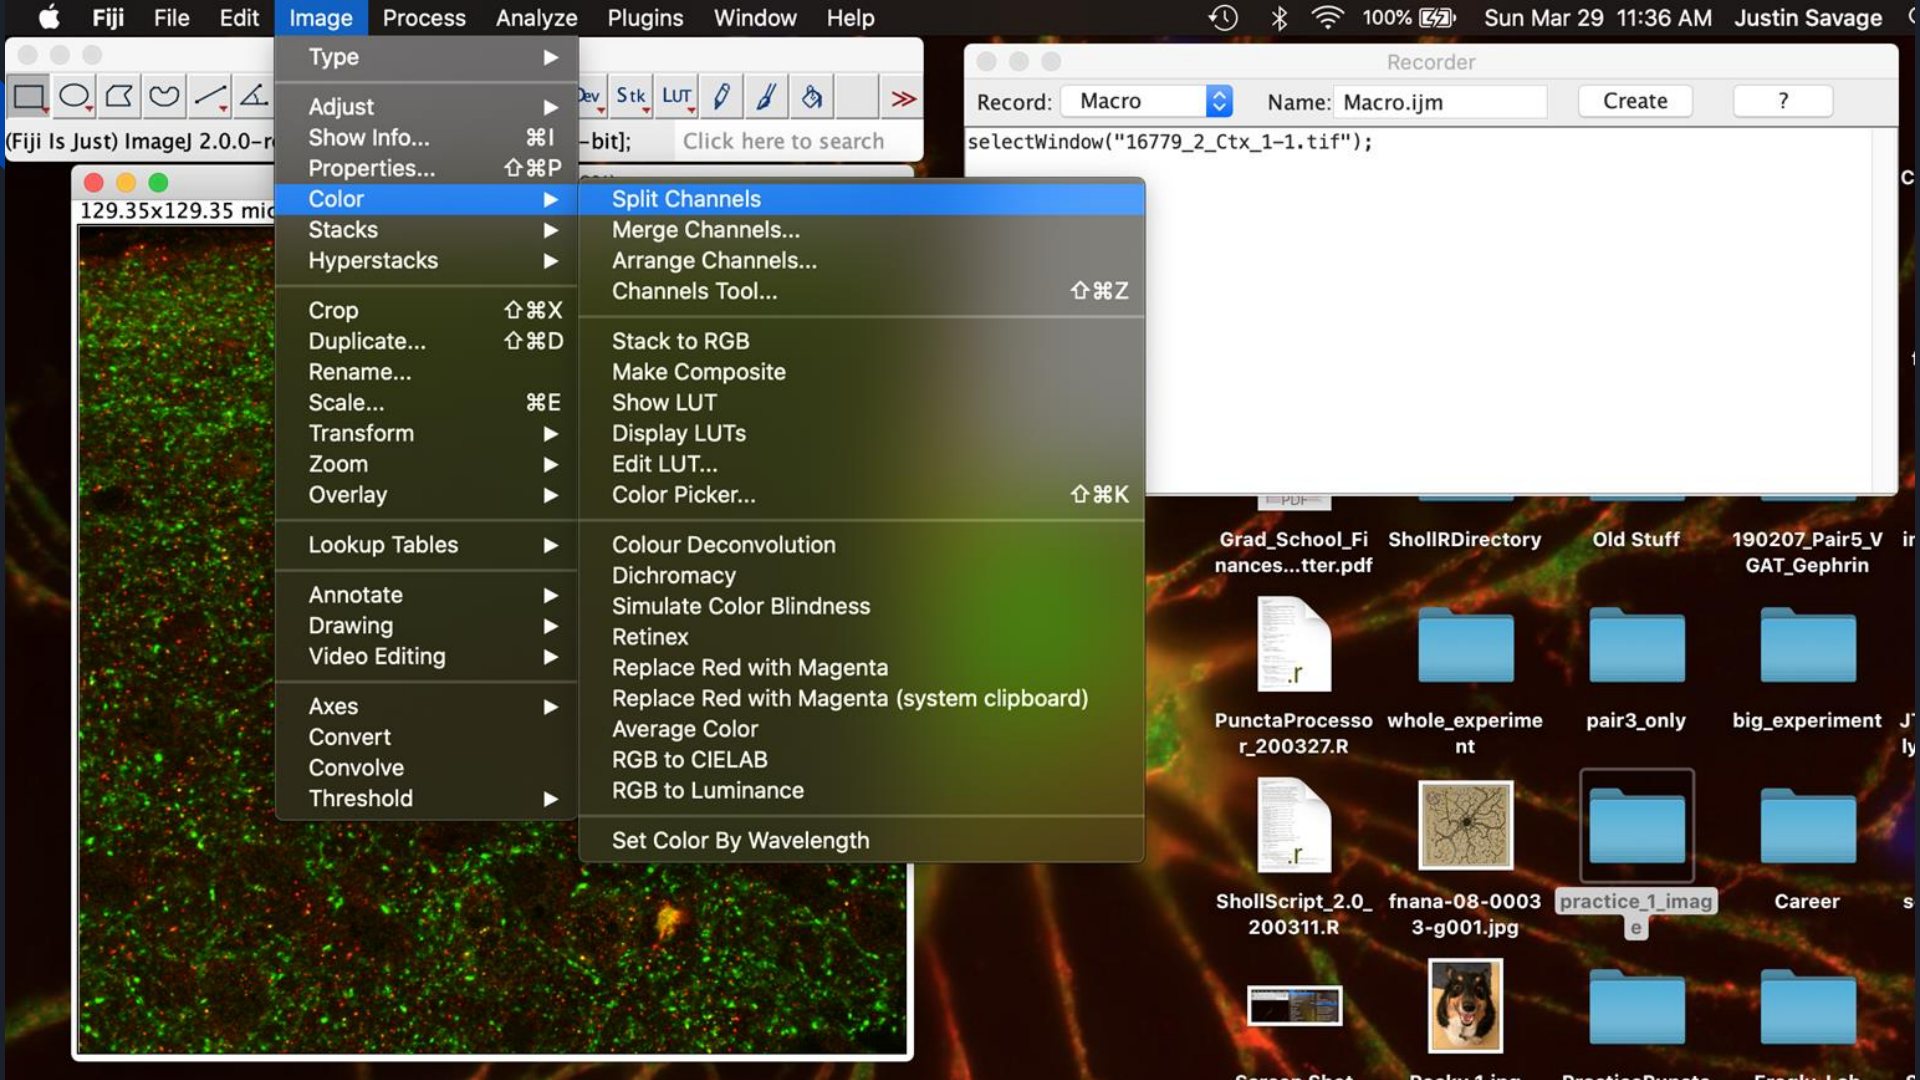 Fiji File Edit Image Process Analyze Plugins Window Help
100% Sun Mar 29 11:36 AM Justin Savage
Stk LUT
(Fiji Is Just) ImageJ 2.0.0-r
-bit];
Click here to search
129.35x129.35 mic
Type
Adjust
Show Info... ⌘I
Properties... ⇧⌘P
Color
Stacks
Hyperstacks
Crop ⇧⌘X
Duplicate... ⇧⌘D
Rename...
Scale... ⌘E
Transform
Zoom
Overlay
Lookup Tables
Annotate
Drawing
Video Editing
Axes
Convert
Convolve
Threshold
Split Channels
Merge Channels...
Arrange Channels...
Channels Tool... ⇧⌘Z
Stack to RGB
Make Composite
Show LUT
Display LUTs
Edit LUT...
Color Picker... ⇧⌘K
Colour Deconvolution
Dichromacy
Simulate Color Blindness
Retinex
Replace Red with Magenta
Replace Red with Magenta (system clipboard)
Average Color
RGB to CIELAB
RGB to Luminance
Set Color By Wavelength
Recorder
Record: Macro Name: Macro.ijm Create ?
selectWindow("16779_2_Ctx_1-1.tif");
PDF
Grad_School_Fi
nances...tter.pdf
ShollRDirectory
Old Stuff
190207_Pair5_V
GAT_Gephrin
.r
PunctaProcesso
r_200327.R
whole_experime
nt
pair3_only
big_experiment
.r
ShollScript_2.0_
200311.R
fnana-08-0003
3-g001.jpg
practice_1_imag
e
Career